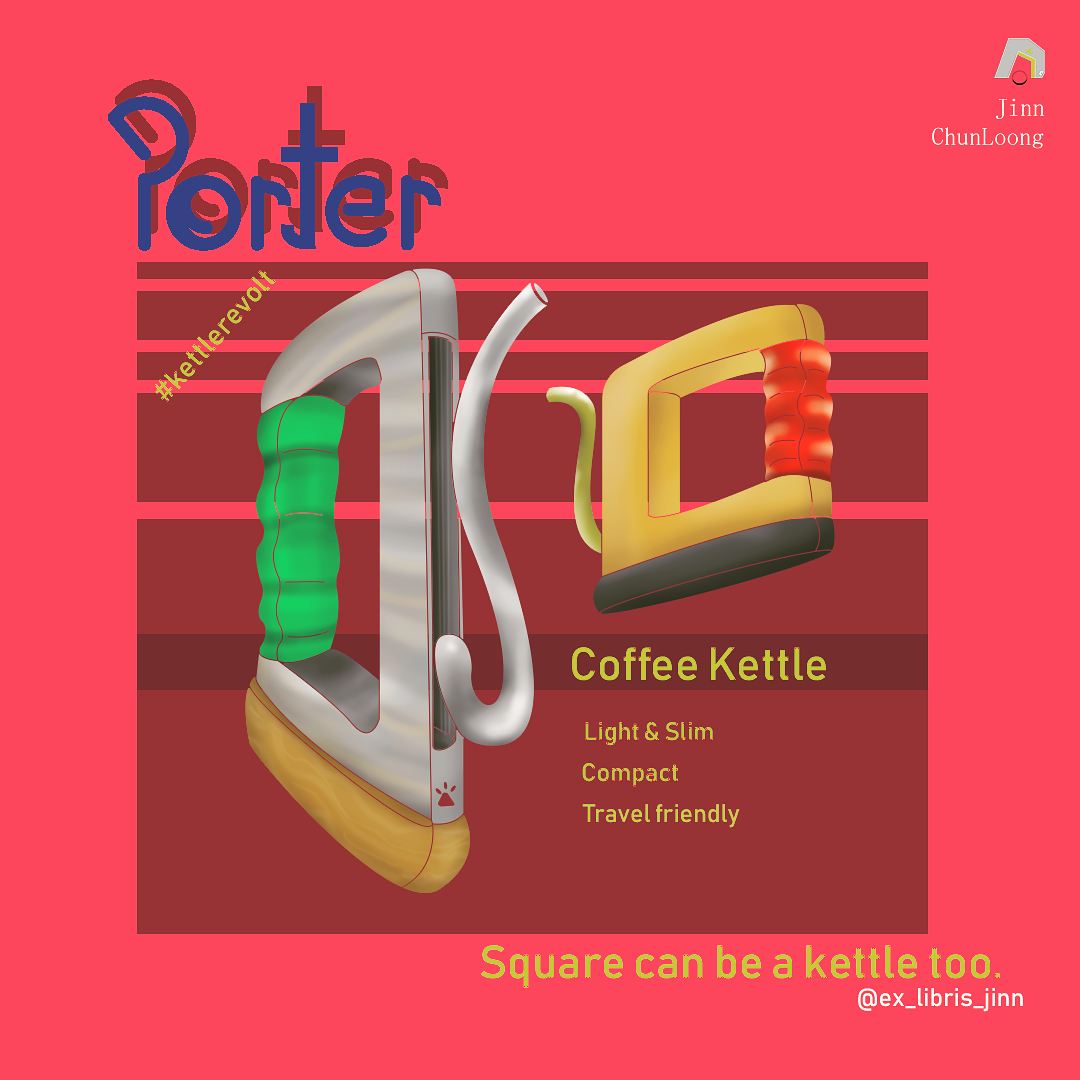 Jinn
ChunLoong
Porter
#kettlerevolt
Coffee Kettle
Light & Slim
Compact
Travel friendly
Square can be a kettle too.
@ex_libris_jinn